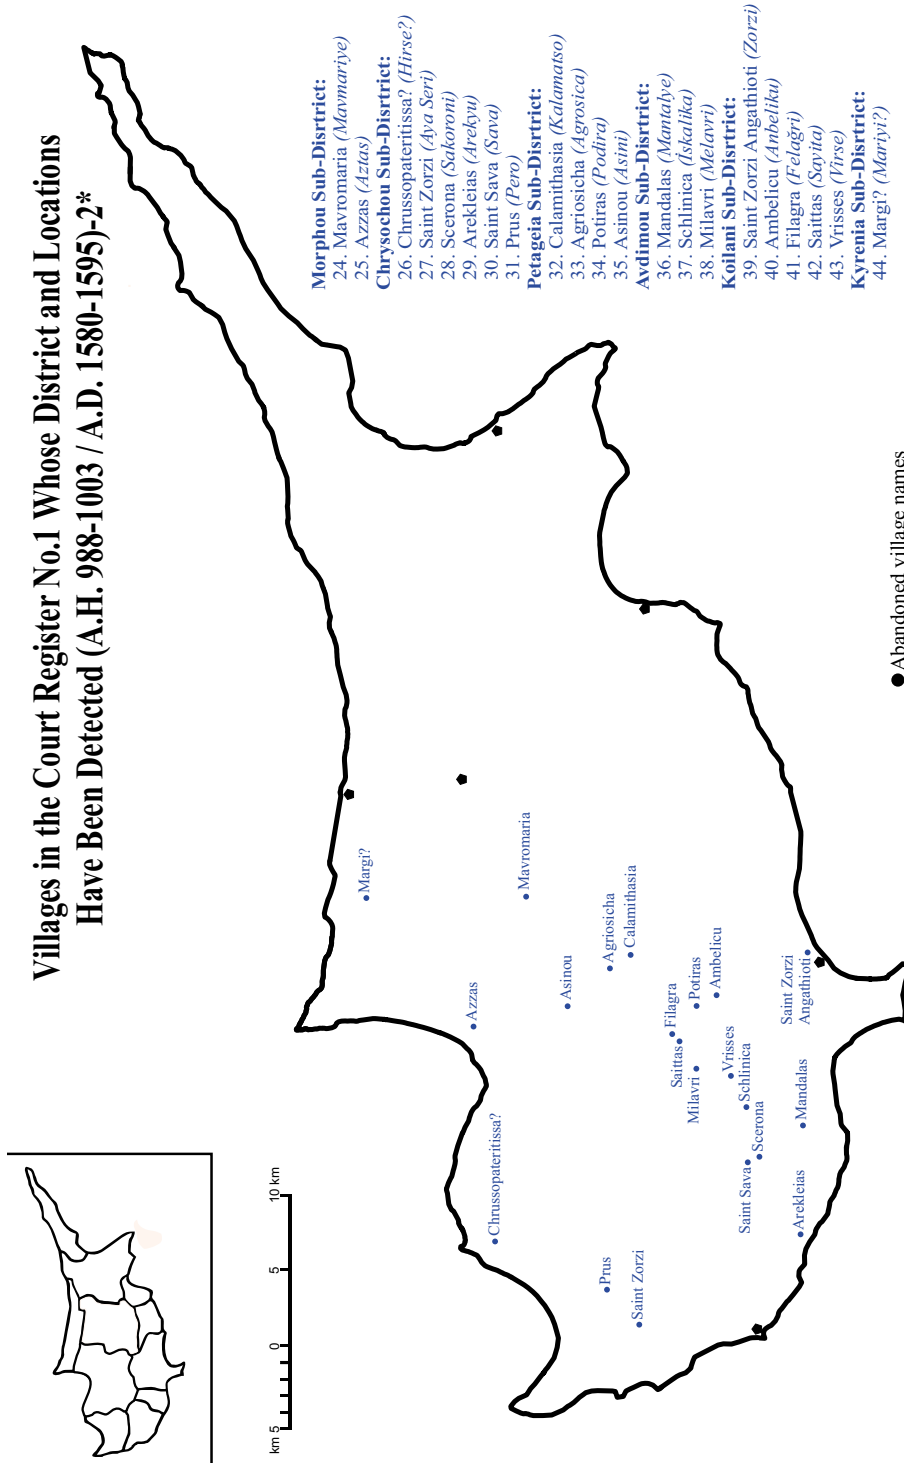 Villages in the Court Register No.1 Whose District and Locations
Have Been Detected (A.H. 988-1003 / A.D. 1580-1595)-2*
km 5
0
5
10 km
Margi?
Azzas
Mavromaria
Chrussopateritissa?
Asinou
Agriosicha
Calamithasia
Prus
Saint Zorzi
Filagra
Saittas
Potiras
Milavri
Ambelicu
Vrisses
Schlinica
Saint Sava
Scerona
Saint Zorzi
Angathioti
Mandalas
Arekleias
Morphou Sub-Disrtrict:
24. Mavromaria (Mavmariye)
25. Azzas (Aztas)
Chrysochou Sub-Disrtrict:
26. Chrussopateritissa? (Hirse?)
27. Saint Zorzi (Aya Seri)
28. Scerona (Sakoroni)
29. Arekleias (Arekyu)
30. Saint Sava (Sava)
31. Prus (Pero)
Petageia Sub-Disrtrict:
32. Calamithasia (Kalamatso)
33. Agriosicha (Agrosica)
34. Potiras (Podira)
35. Asinou (Asini)
Avdimou Sub-Disrtrict:
36. Mandalas (Mantalye)
37. Schlinica (İskalika)
38. Milavri (Melavri)
Koilani Sub-Disrtrict:
39. Saint Zorzi Angathioti (Zorzi)
40. Ambelicu (Anbeliku)
41. Filagra (Felağri)
42. Saittas (Sayita)
43. Vrisses (Virse)
Kyrenia Sub-Disrtrict:
44. Margi? (Mariyi?)
Abandoned village names